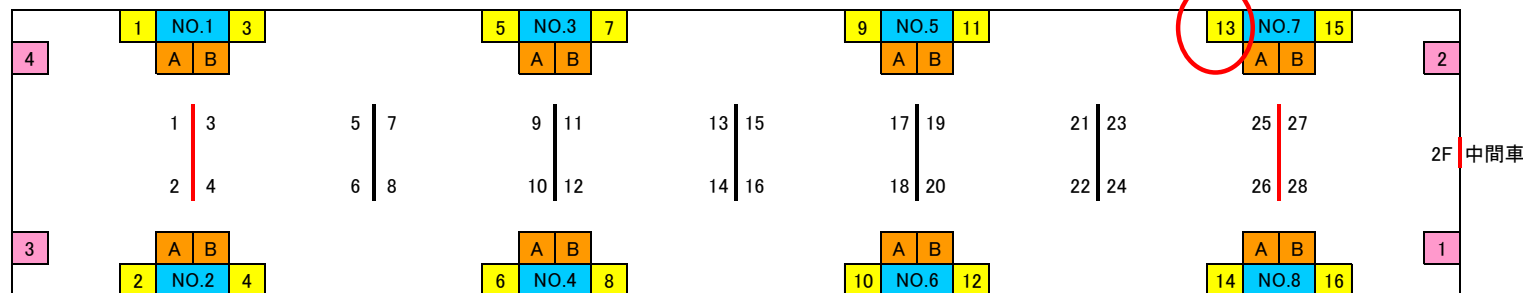 1 NO.1 3 5 NO.3 7 9 NO.5 11 13 NO.7 15
4 A B A B A B A B 2
1 3 5 7 9 11 13 15 17 19 21 23 25 27
2F 中間車
2 4 6 8 10 12 14 16 18 20 22 24 26 28
3 A B A B A B A B 1
2 NO.2 4 6 NO.4 8 10 NO.6 12 14 NO.8 16